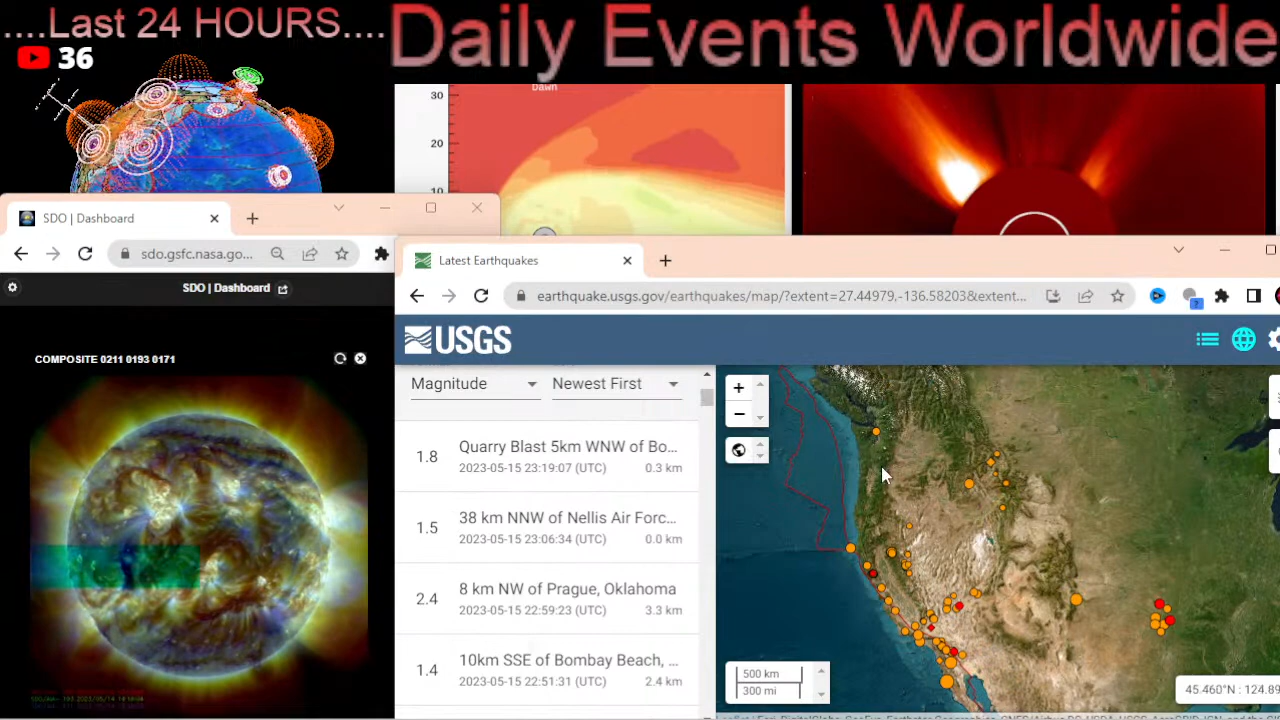 ....Last 24 HOURS....
Daily Events Worldwide
36
Dawn
30
20
10
SDO | Dashboard
sdo.gsfc.nasa.go...
SDO | Dashboard
COMPOSITE 0211 0193 0171
Latest Earthquakes
earthquake.usgs.gov/earthquakes/map/?extent=27.44979,-136.58203&extent...
USGS
Magnitude
Newest First
1.8
Quarry Blast 5km WNW of Bo...
2023-05-15 23:19:07 (UTC)
0.3 km
1.5
38 km NNW of Nellis Air Forc...
2023-05-15 23:06:34 (UTC)
0.0 km
2.4
8 km NW of Prague, Oklahoma
2023-05-15 22:59:23 (UTC)
3.3 km
1.4
10km SSE of Bombay Beach, ...
2023-05-15 22:51:31 (UTC)
2.4 km
+
−
500 km
300 mi
45.460°N : 124.89